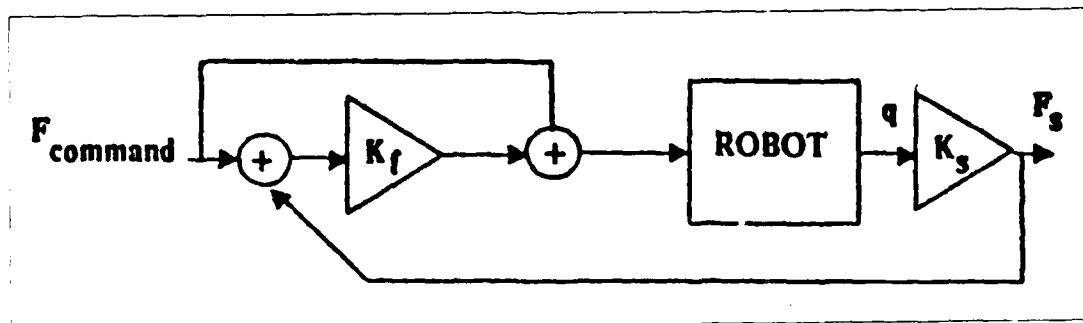 F command
+
K f
+
ROBOT
q
K s
F s